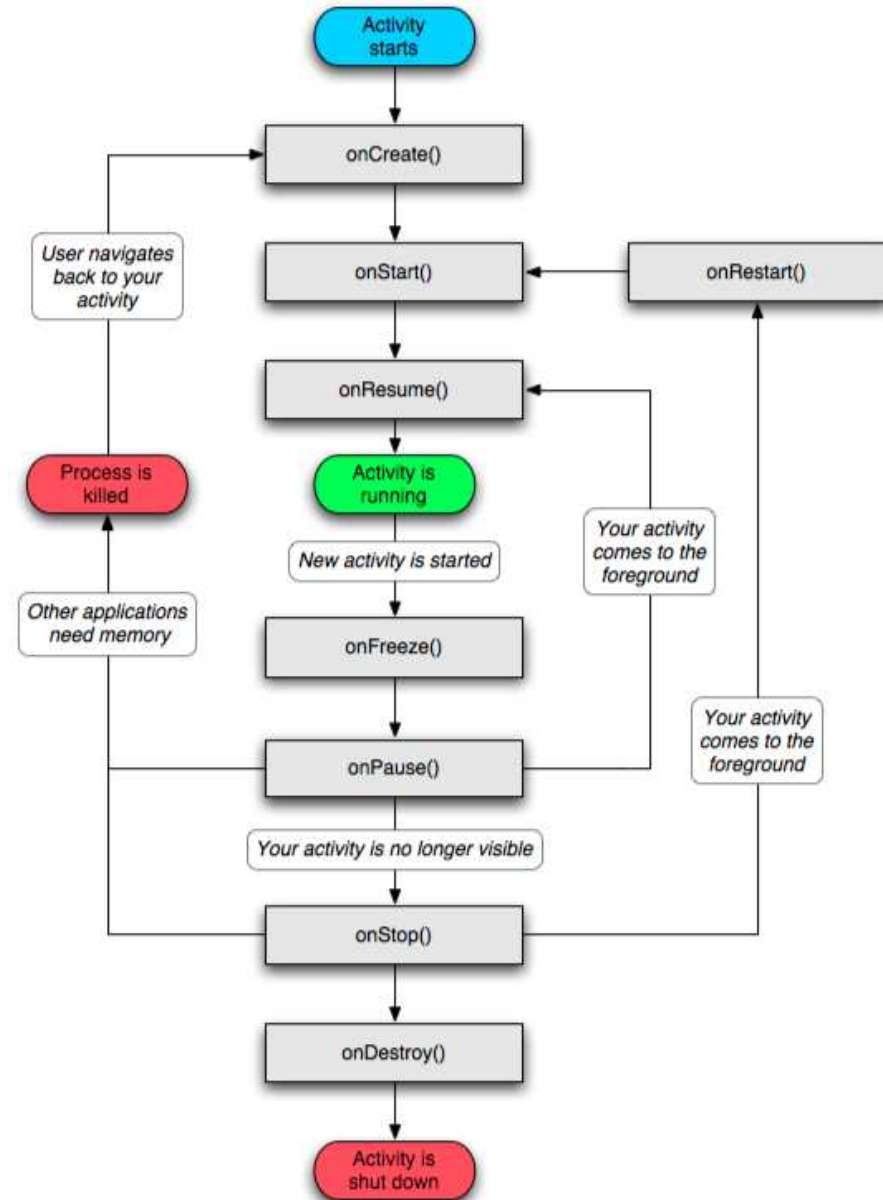 Activity
starts
onCreate()
User navigates
back to your
activity
onStart()
onRestart()
onResume()
Process is
killed
Activity is
running
New activity is started
Your activity
comes to the
foreground
Other applications
need memory
onFreeze()
Your activity
comes to the
foreground
onPause()
Your activity is no longer visible
onStop()
onDestroy()
Activity is
shut down